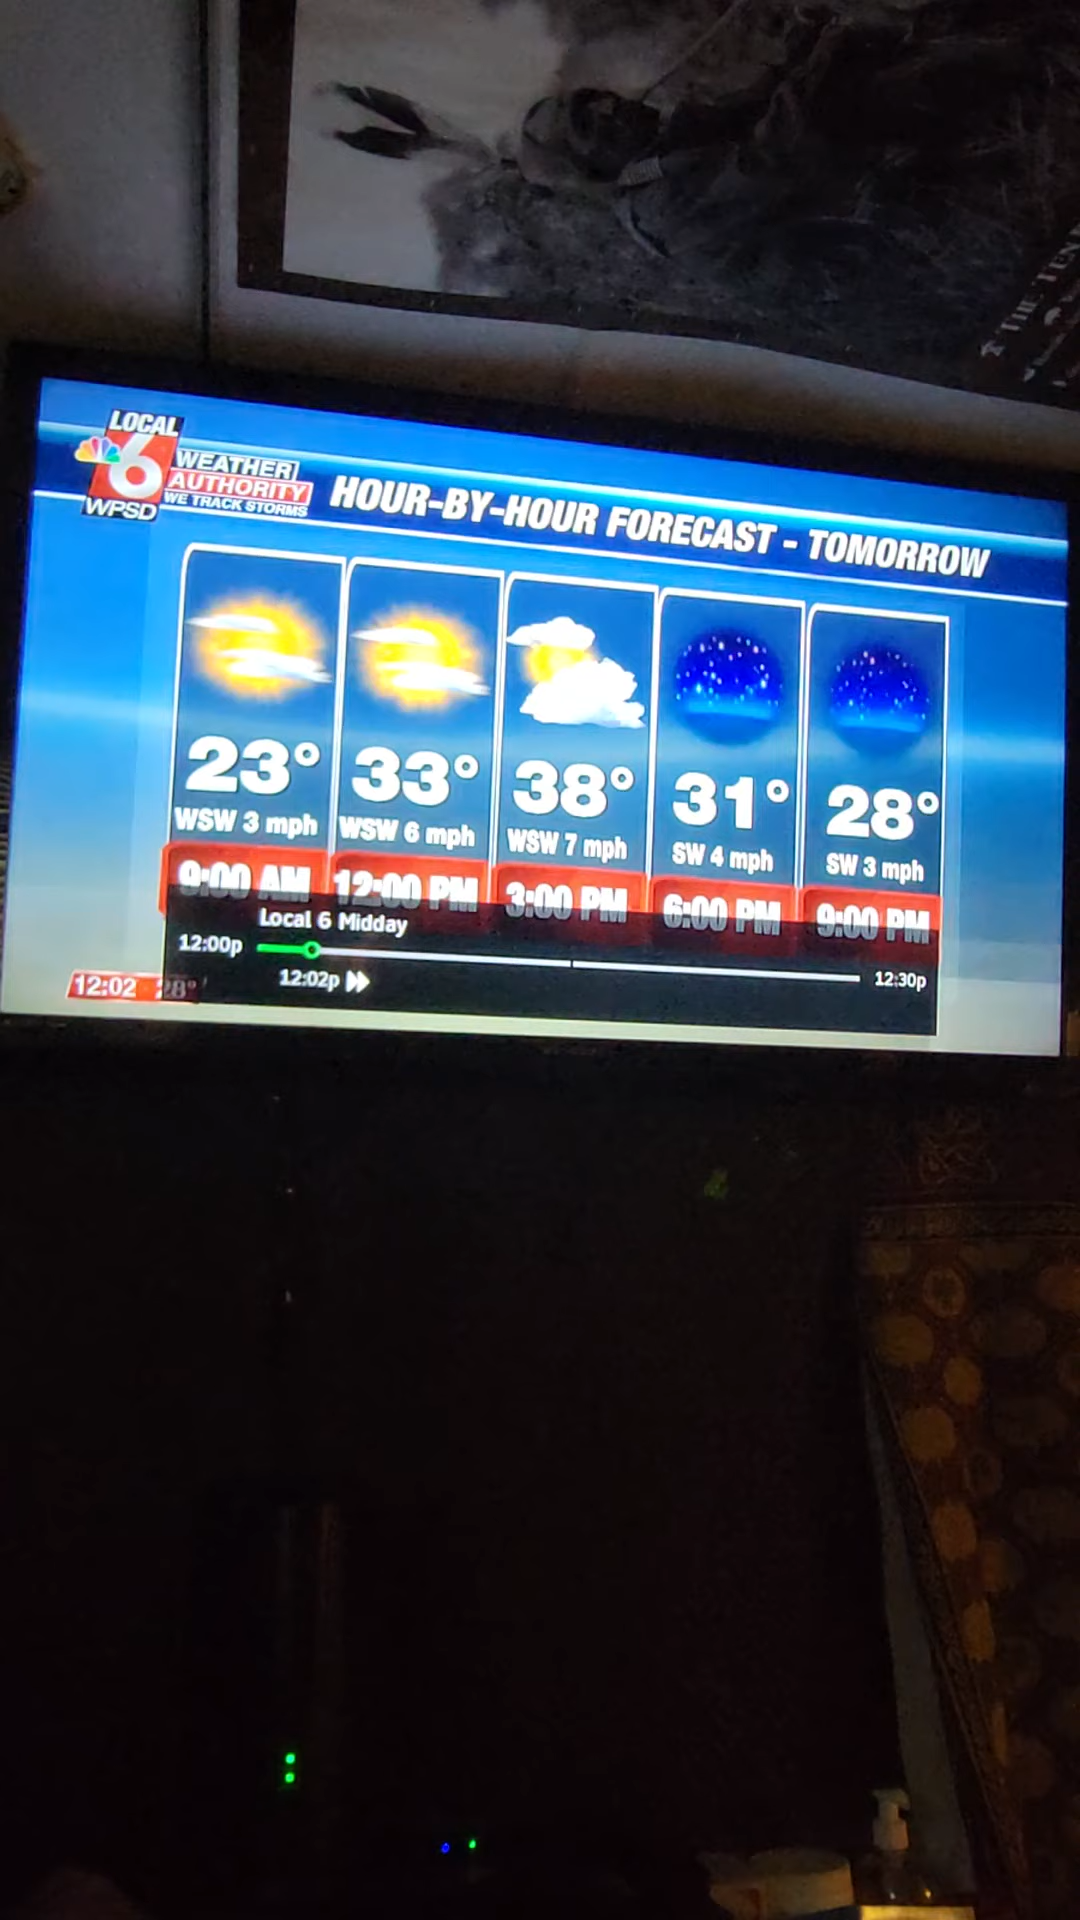 THE TEN
LOCAL
6
WPSD
WEATHER
AUTHORITY
WE TRACK STORMS
HOUR-BY-HOUR FORECAST - TOMORROW
23° 33° 38° 31° 28°
WSW 3 mph WSW 6 mph WSW 7 mph SW 4 mph SW 3 mph
9:00 AM 12:00 PM 3:00 PM 6:00 PM 9:00 PM
Local 6 Midday
12:00p 12:30p
12:02p
12:02 28°